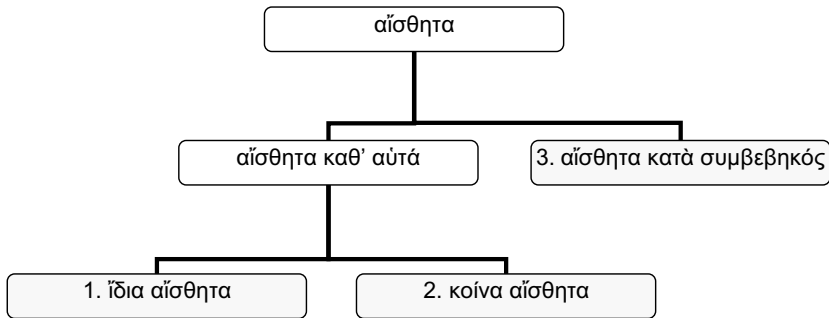 αἴσθητα
αἴσθητα καθ’ αὑτά
3. αἴσθητα κατὰ συμβεβηκός
1. ἴδια αἴσθητα
2. κοίνα αἴσθητα